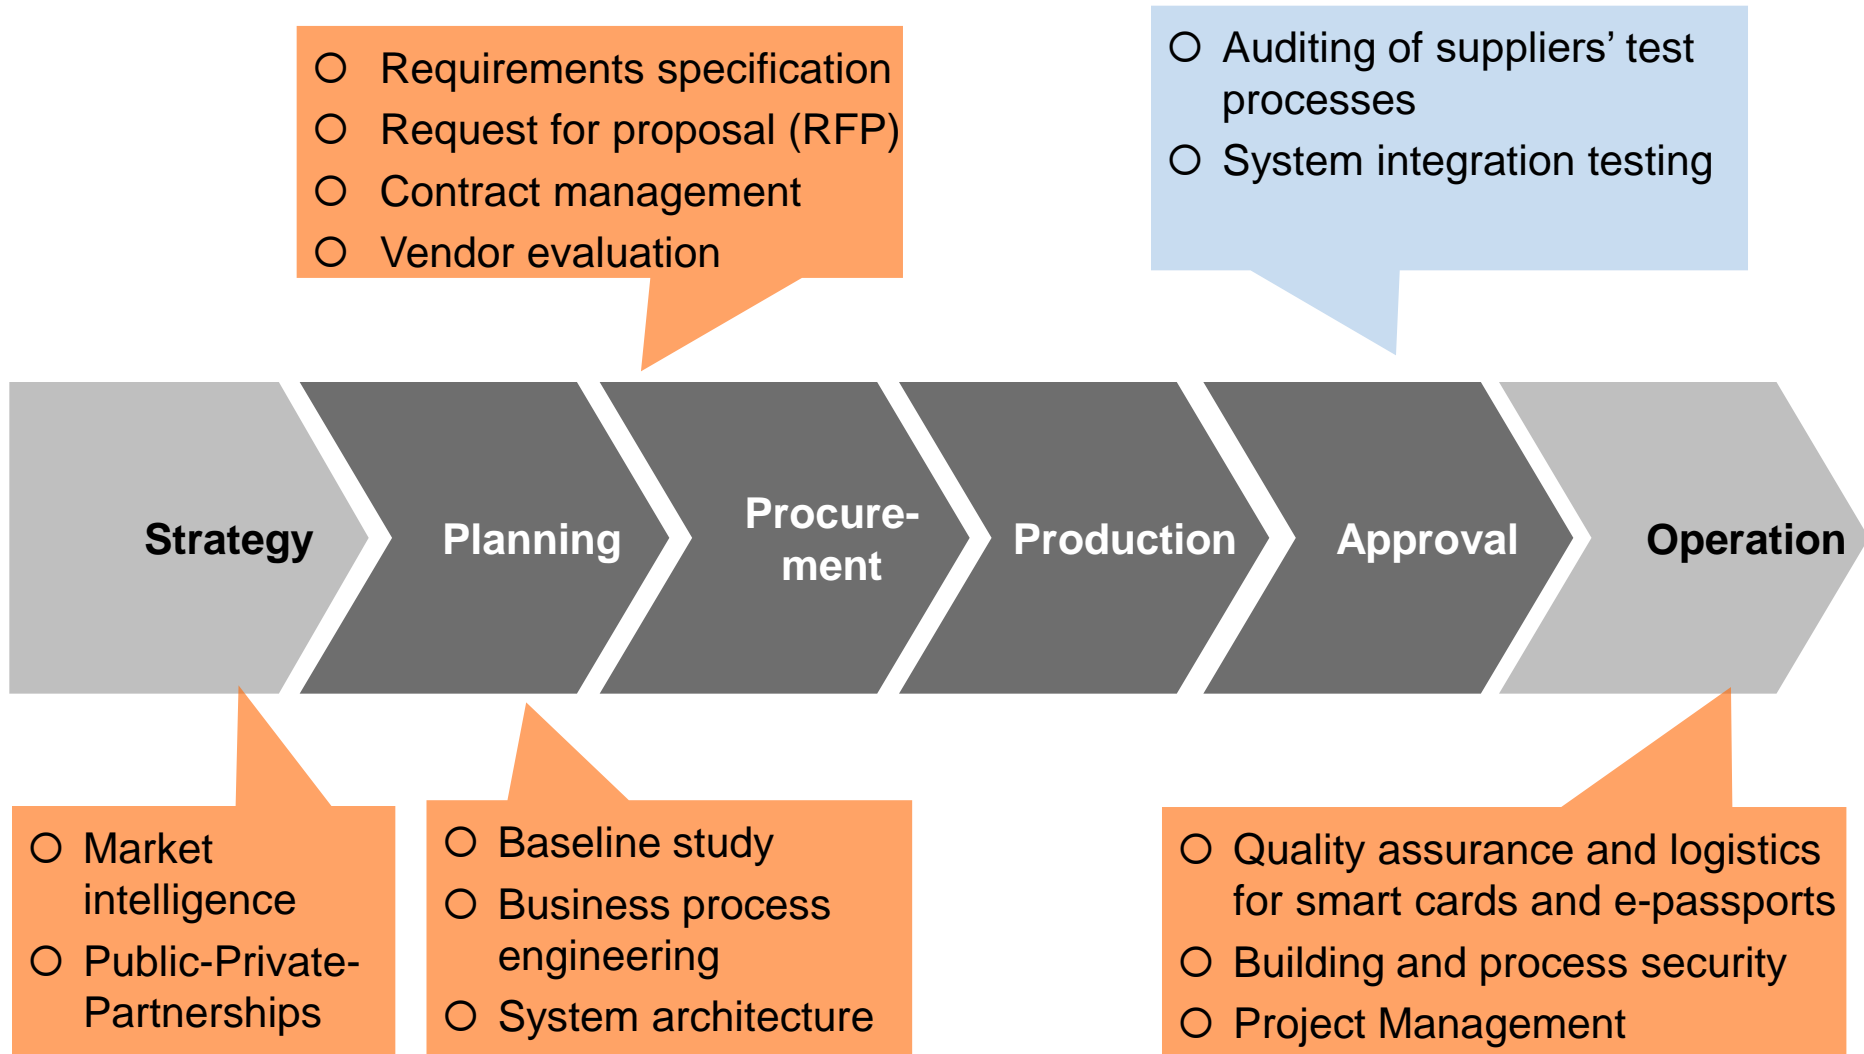 Requirements specification
Request for proposal (RFP)
Contract management
Vendor evaluation
Auditing of suppliers’ test
processes
System integration testing
Strategy
Planning
Procure-
ment
Production
Approval
Operation
Market
intelligence
Public-Private-
Partnerships
Baseline study
Business process
engineering
System architecture
Quality assurance and logistics
for smart cards and e-passports
Building and process security
Project Management